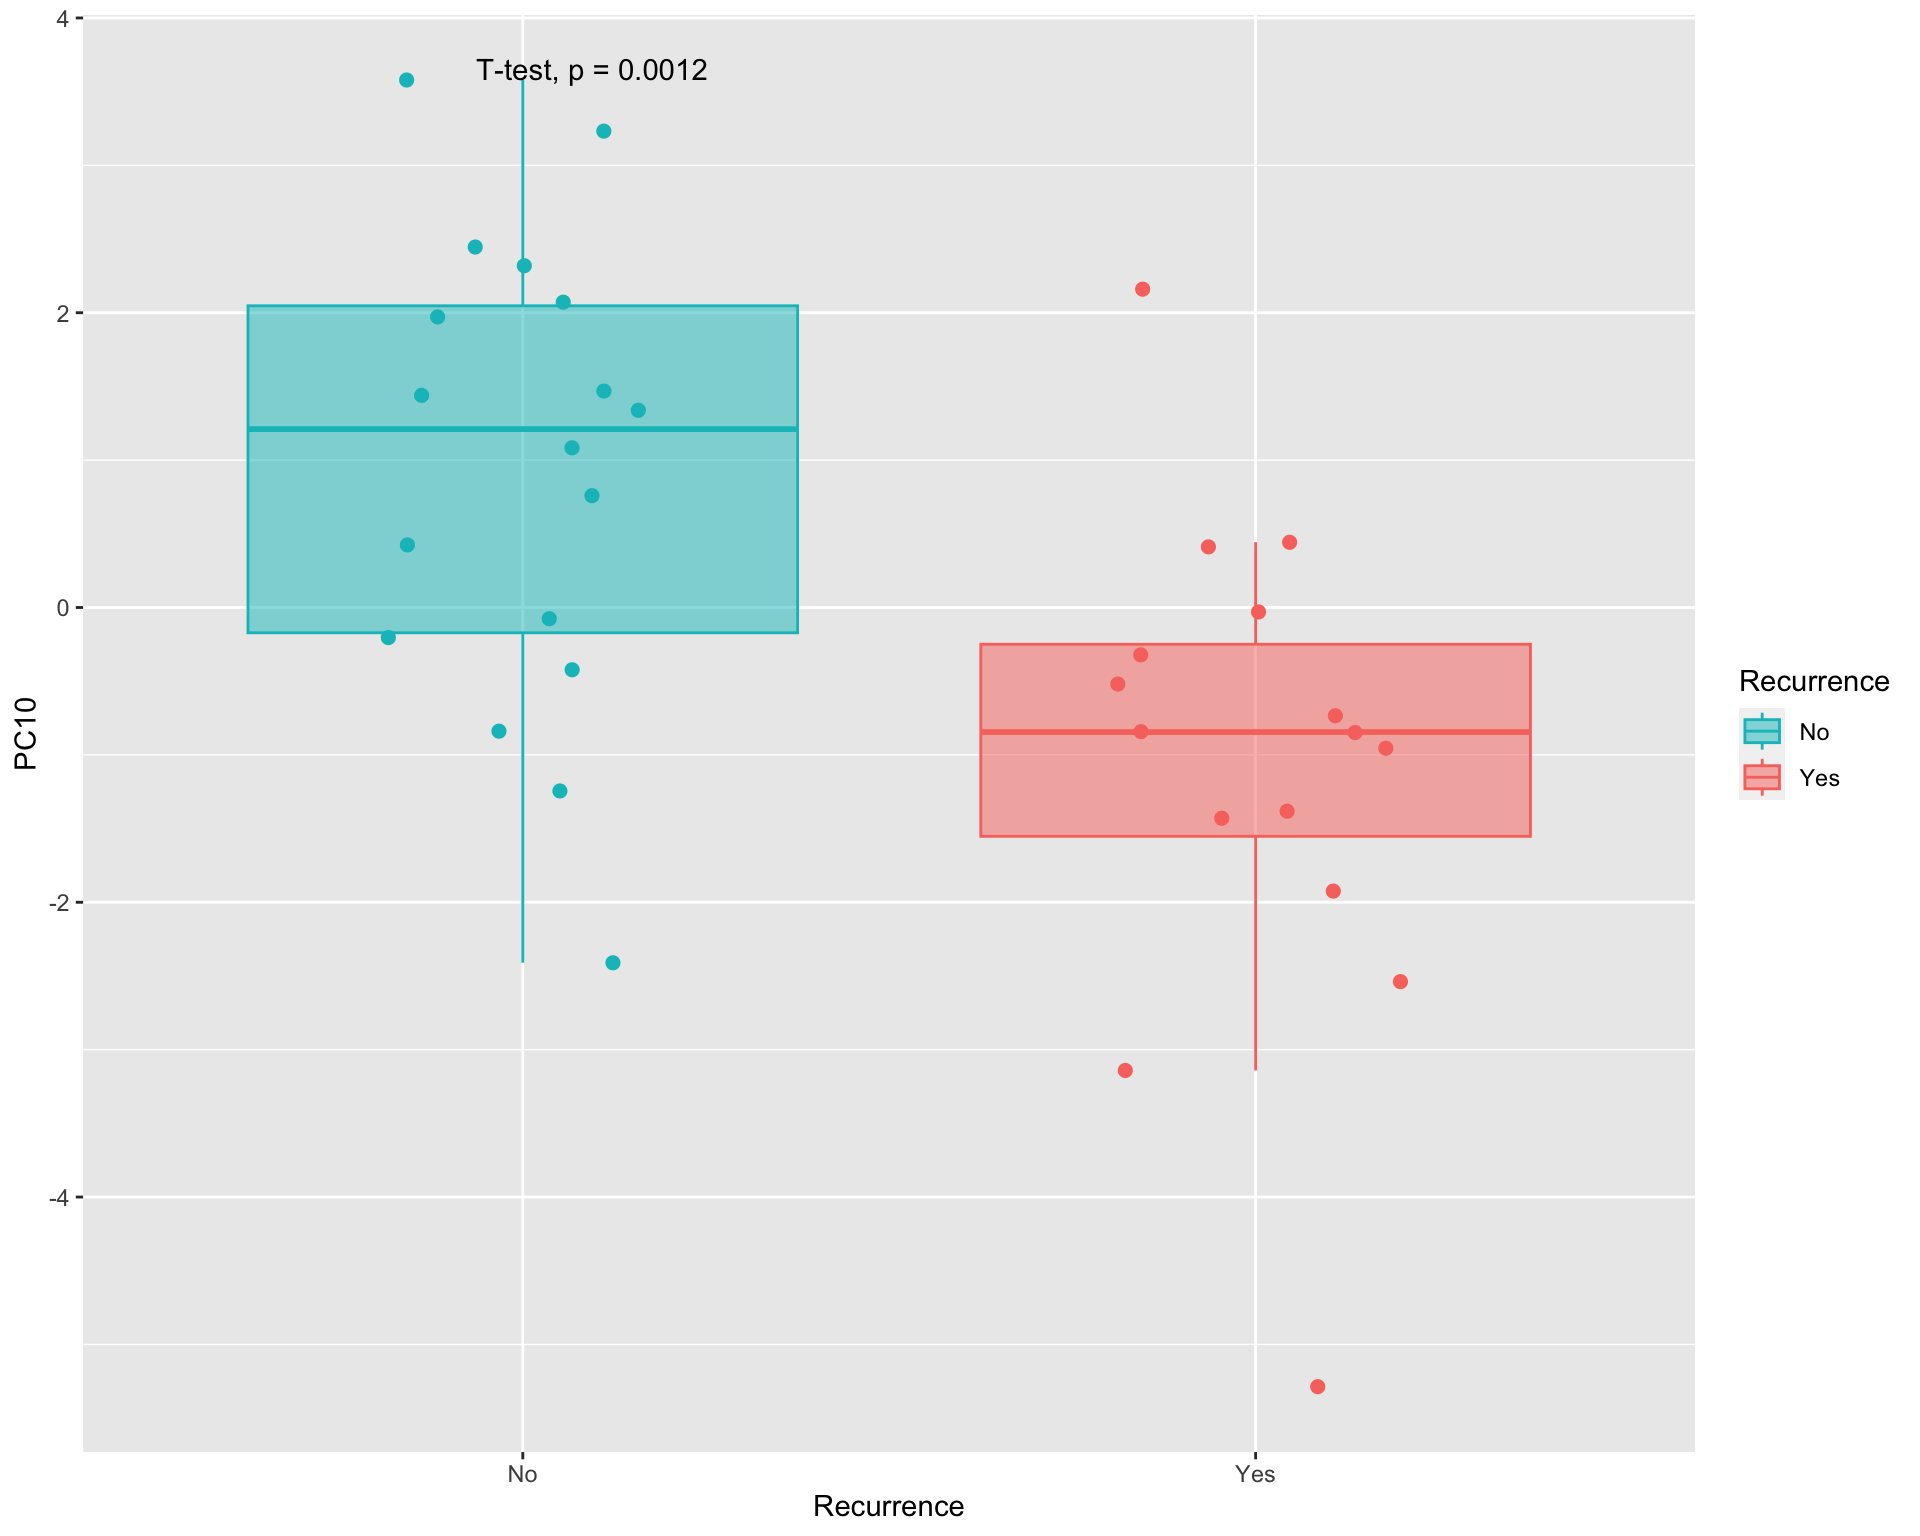 T-test, p = 0.0012
4
2
0
-2
-4
PC10
No
Yes
Recurrence
Recurrence
No
Yes